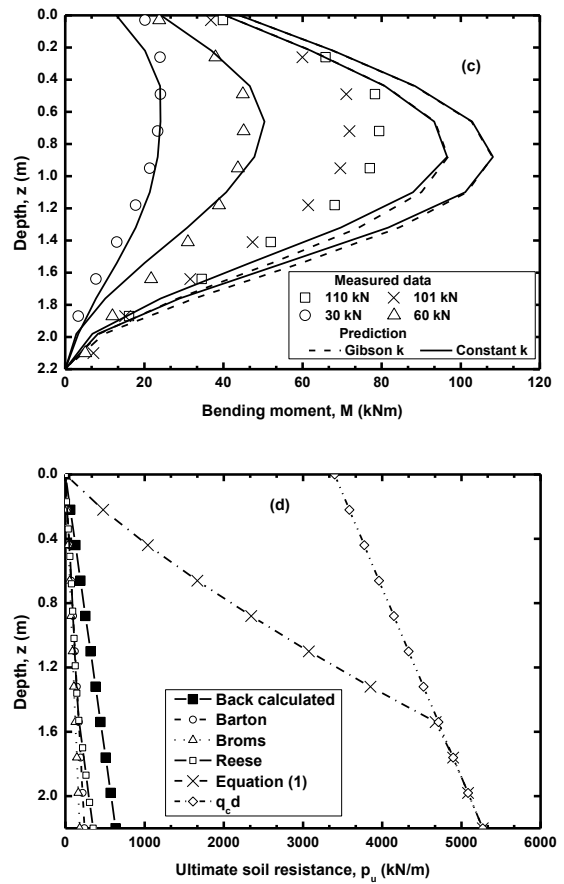 0.0
0.2
0.4
0.6
0.8
1.0
1.2
1.4
1.6
1.8
2.0
2.2
Depth, z (m)
(c)
Measured data
110 kN 101 kN
30 kN 60 kN
Prediction
Gibson k Constant k
0 20 40 60 80 100 120
Bending moment, M (kNm)
0.0
0.4
0.8
1.2
1.6
2.0
Depth, z (m)
(d)
Back calculated
Barton
Broms
Reese
Equation (1)
q_c d
0 1000 2000 3000 4000 5000 6000
Ultimate soil resistance, p_u (kN/m)